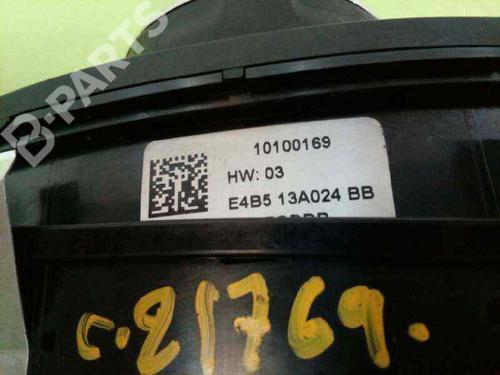 B-PARTS
10100169
HW: 03
E4B5 13A024 BB
c.21769.